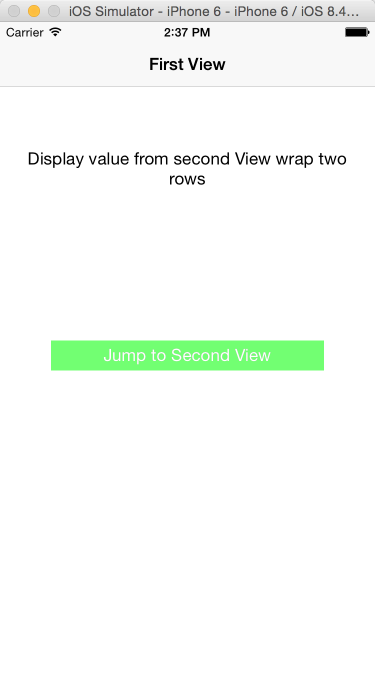 iOS Simulator - iPhone 6 - iPhone 6 / iOS 8.4...
Carrier 2:37 PM
First View
Display value from second View wrap two
rows
Jump to Second View